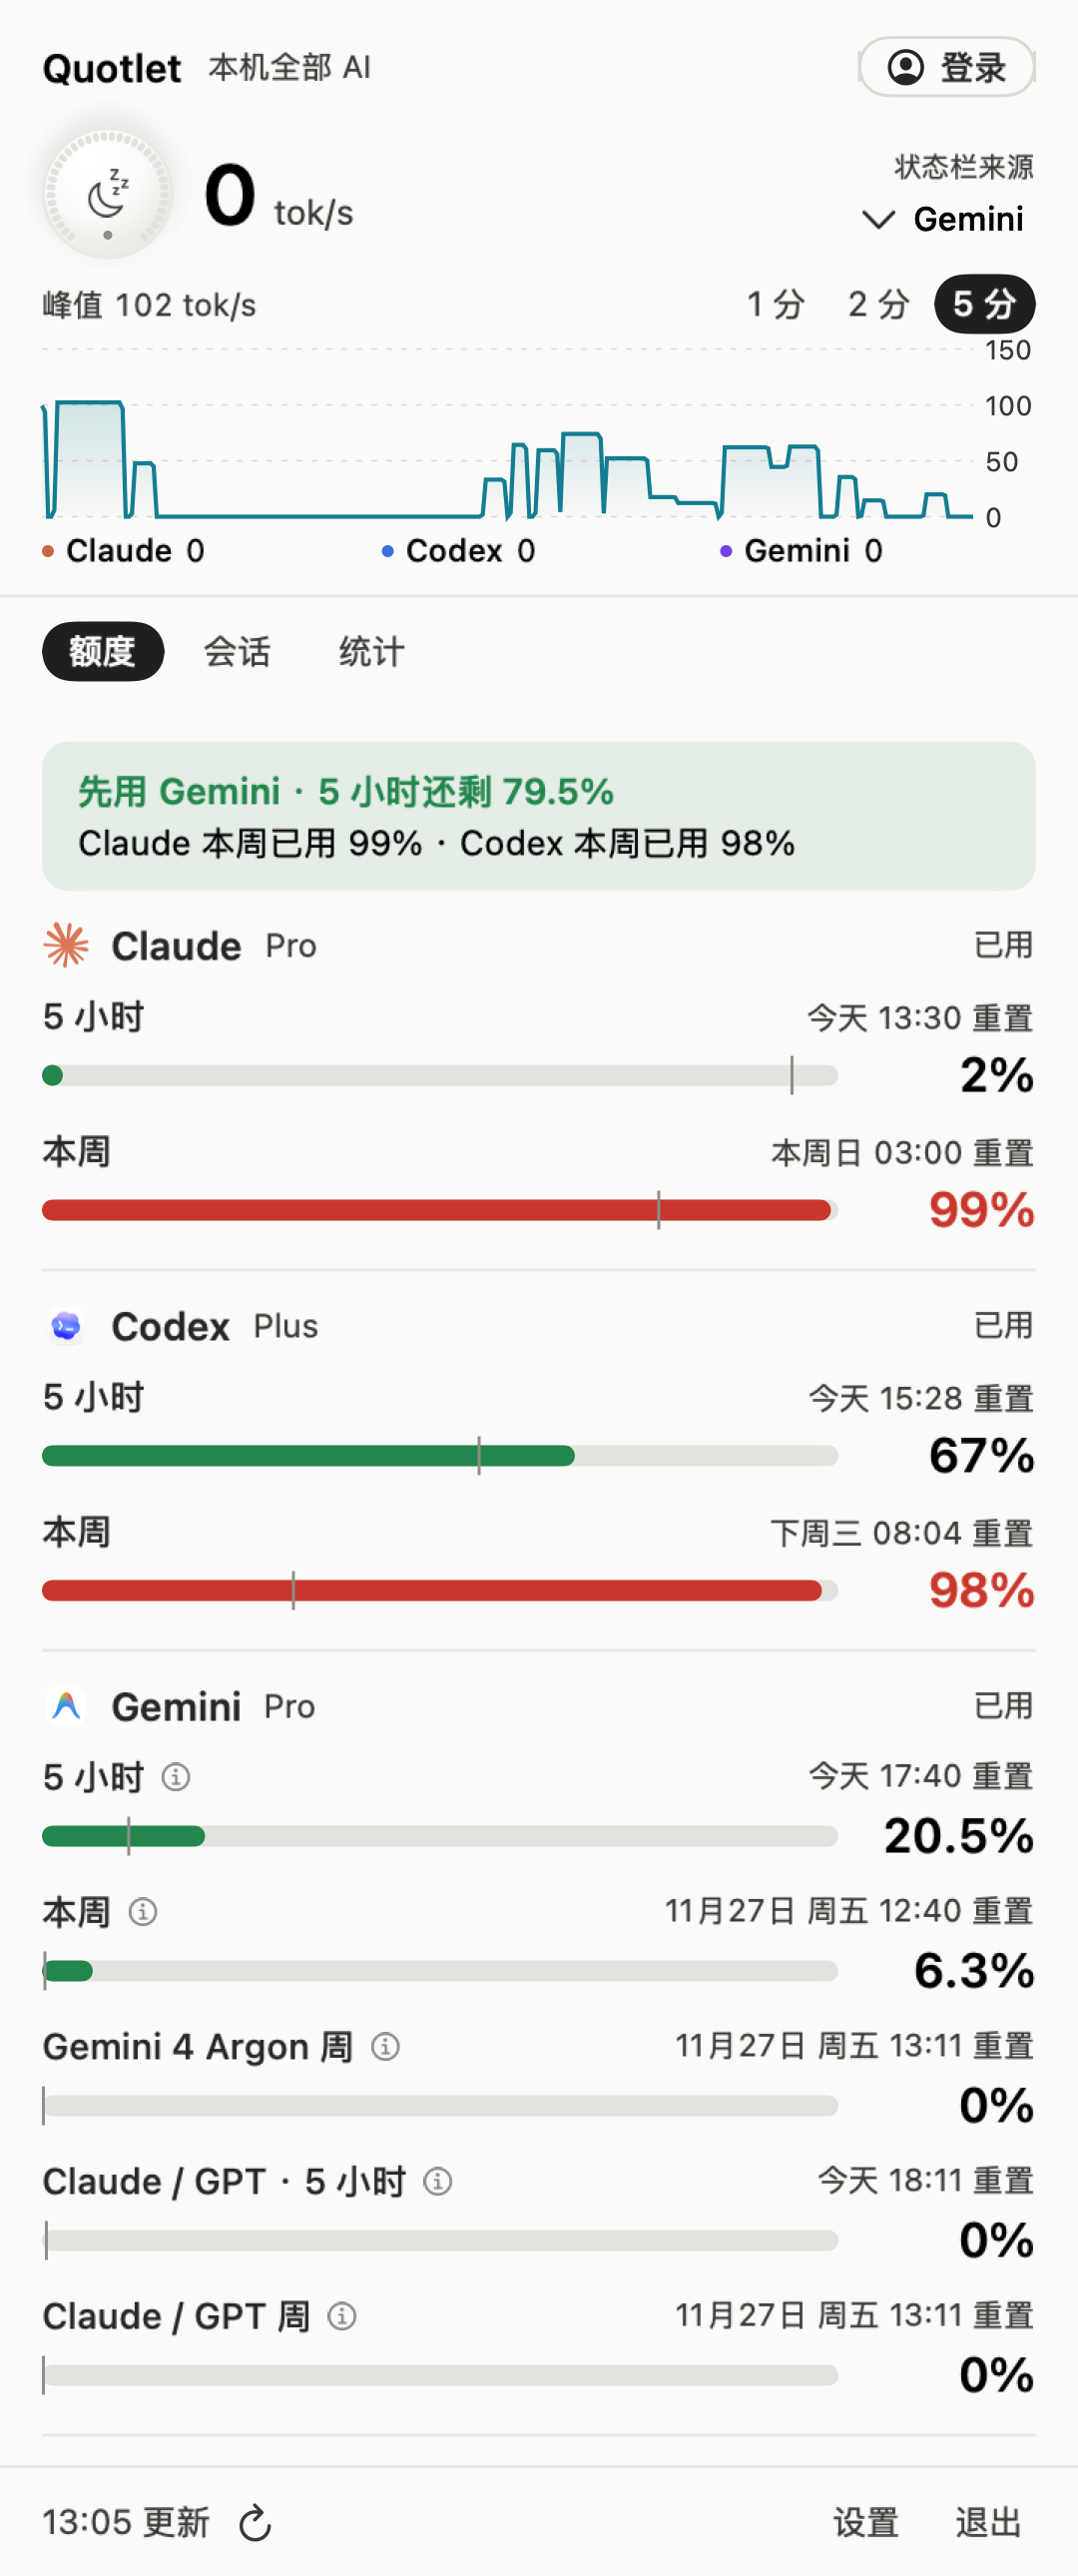 Quotlet 本机全部 AI 登录
zzz
0 tok/s
状态栏来源
Gemini
峰值 102 tok/s 1 分 2 分 5 分
150
100
50
0
Claude 0 Codex 0 Gemini 0
额度 会话 统计
先用 Gemini · 5 小时还剩 79.5%
Claude 本周已用 99% · Codex 本周已用 98%
Claude Pro 已用
5 小时 今天 13:30 重置
2%
本周 本周日 03:00 重置
99%
Codex Plus 已用
5 小时 今天 15:28 重置
67%
本周 下周三 08:04 重置
98%
Gemini Pro 已用
5 小时 今天 17:40 重置
20.5%
本周 11月27日 周五 12:40 重置
6.3%
Gemini 4 Argon 周 11月27日 周五 13:11 重置
0%
Claude / GPT · 5 小时 今天 18:11 重置
0%
Claude / GPT 周 11月27日 周五 13:11 重置
0%
13:05 更新 设置 退出